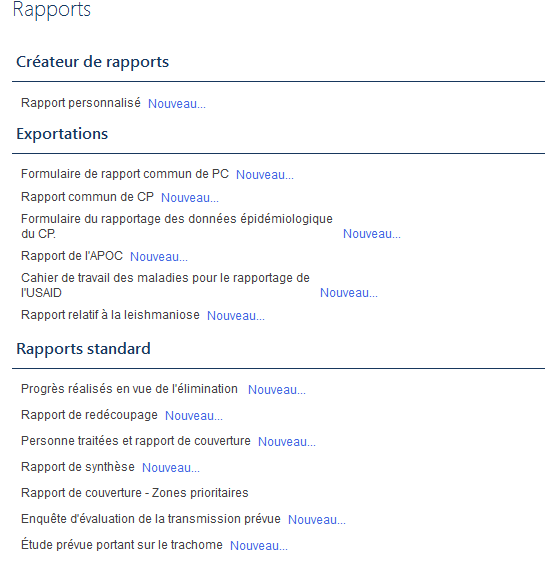 Rapports
Créateur de rapports
Rapport personnalisé Nouveau...
Exportations
Formulaire de rapport commun de PC Nouveau...
Rapport commun de CP Nouveau...
Formulaire du rapportage des données épidémiologique
du CP. Nouveau...
Rapport de l'APOC Nouveau...
Cahier de travail des maladies pour le rapportage de
l'USAID Nouveau...
Rapport relatif à la leishmaniose Nouveau...
Rapports standard
Progrès réalisés en vue de l'élimination Nouveau...
Rapport de redécoupage Nouveau...
Personne traitées et rapport de couverture Nouveau...
Rapport de synthèse Nouveau...
Rapport de couverture - Zones prioritaires
Enquête d'évaluation de la transmission prévue Nouveau...
Étude prévue portant sur le trachome Nouveau...